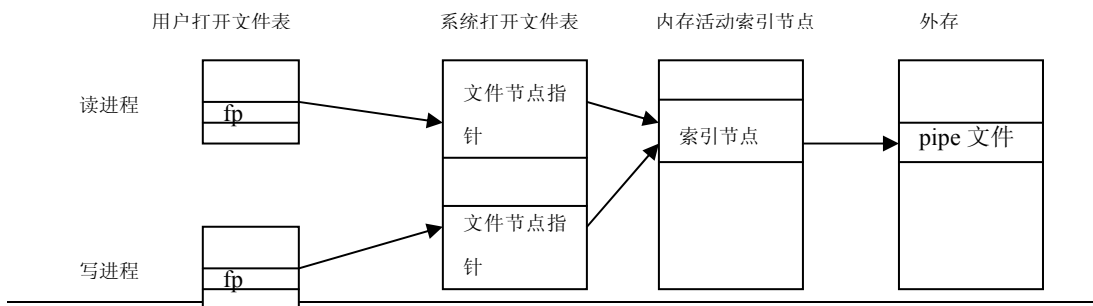 用户打开文件表 系统打开文件表 内存活动索引节点 外存
读进程
fp
文件节点指
针
索引节点
pipe 文件
写进程
fp
文件节点指
针